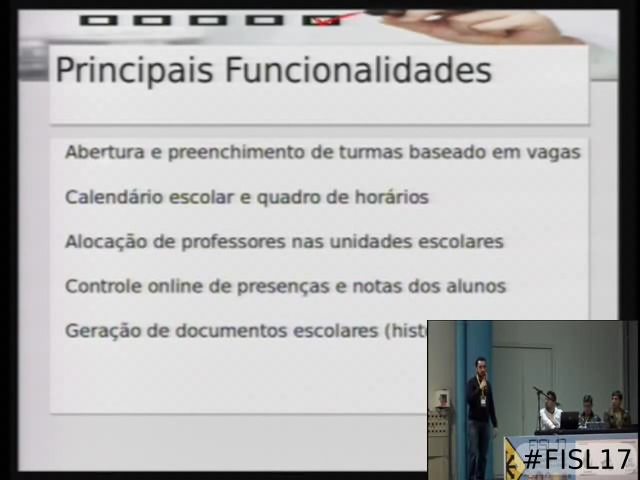 Principais Funcionalidades
Abertura e preenchimento de turmas baseado em vagas
Calendário escolar e quadro de horários
Alocação de professores nas unidades escolares
Controle online de presenças e notas dos alunos
Geração de documentos escolares
FISL17
#FISL17